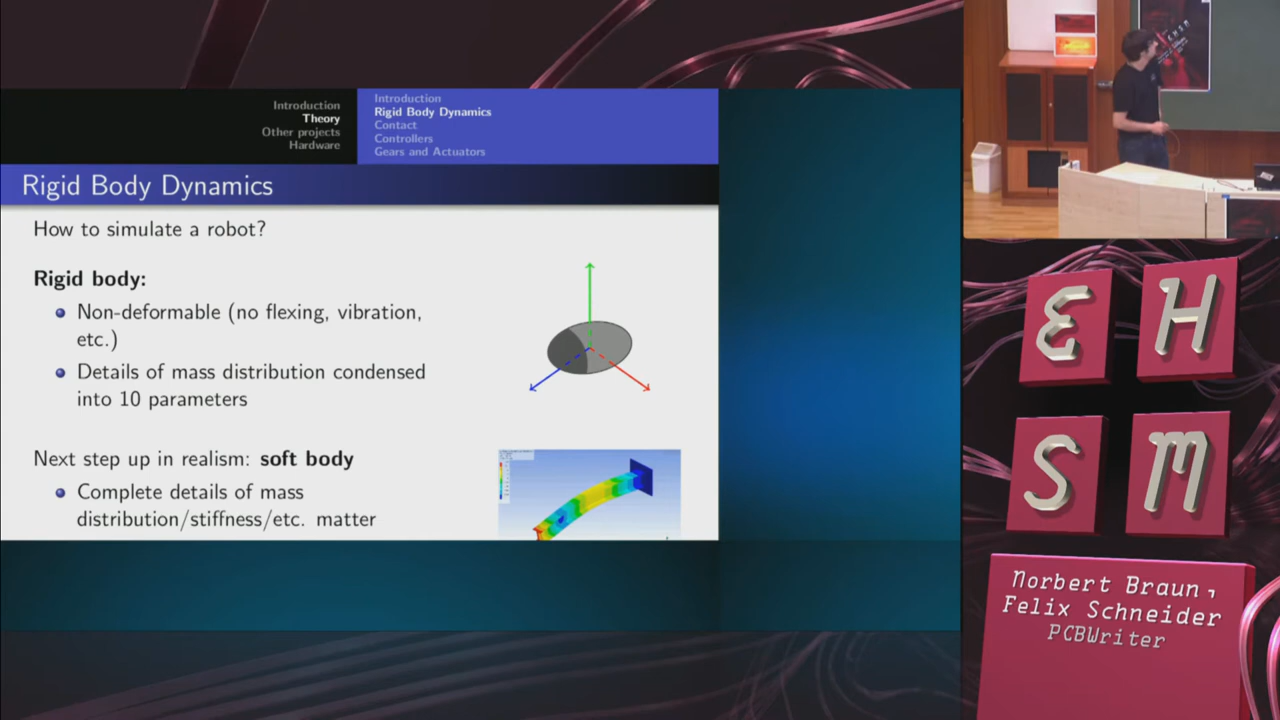 Introduction
Theory
Other projects
Hardware
Introduction
Rigid Body Dynamics
Contact
Controllers
Gears and Actuators
Rigid Body Dynamics
How to simulate a robot?
Rigid body:
Non-deformable (no flexing, vibration,
etc.)
Details of mass distribution condensed
into 10 parameters
Next step up in realism: soft body
Complete details of mass
distribution/stiffness/etc. matter
E H
S M
Norbert Braun,
Felix Schneider
PCBWriter